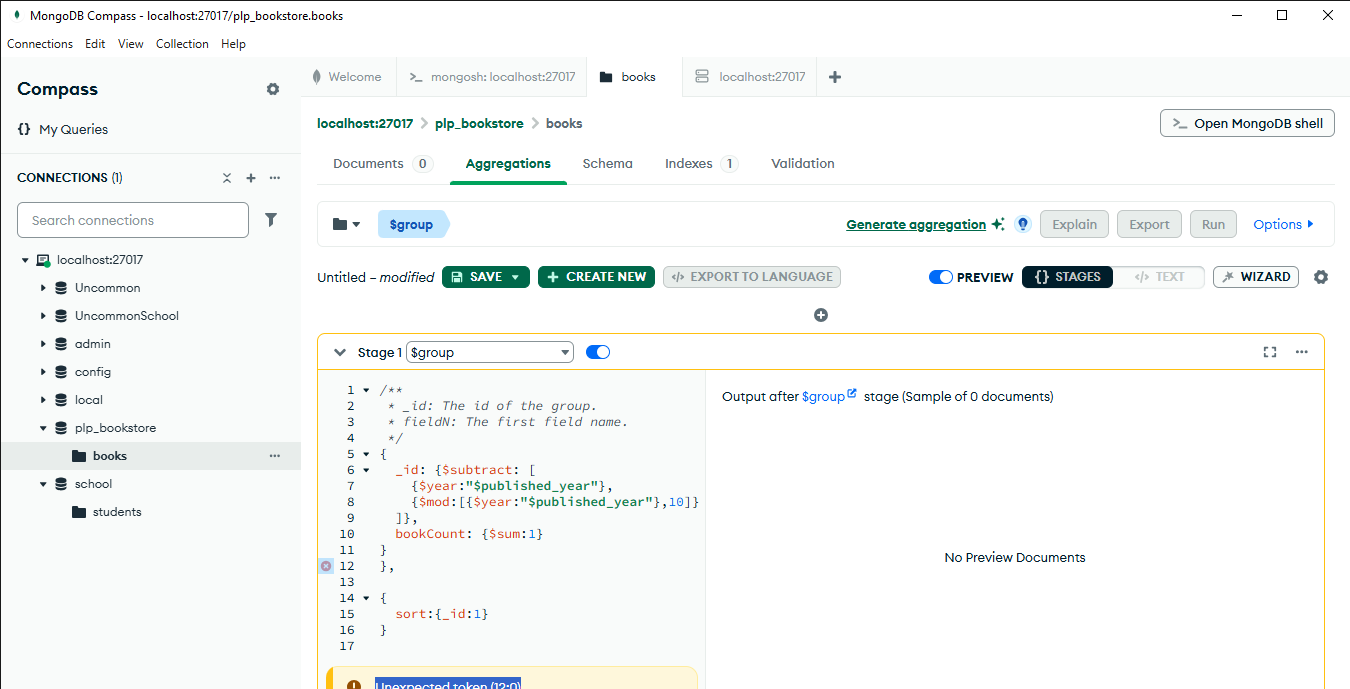 MongoDB Compass - localhost:27017/plp_bookstore.books
Connections Edit View Collection Help
Compass
{} My Queries
CONNECTIONS (1)
Search connections
localhost:27017
Uncommon
UncommonSchool
admin
config
local
plp_bookstore
books
school
students
Welcome
>_ mongosh: localhost:27017
books
localhost:27017
localhost:27017 > plp_bookstore > books
>_ Open MongoDB shell
Documents 0 Aggregations Schema Indexes 1 Validation
$group
Generate aggregation Explain Export Run Options
Untitled – modified SAVE + CREATE NEW </> EXPORT TO LANGUAGE PREVIEW {} STAGES </> TEXT WIZARD
Stage 1 $group
1 /**
2 * _id: The id of the group.
3 * fieldN: The first field name.
4 */
5 {
6 _id: {$subtract: [
7 {$year:"$published_year"},
8 {$mod:[{$year:"$published_year"},10]}
9 ]},
10 bookCount: {$sum:1}
11 }
12 },
13
14 {
15 sort:{_id:1}
16 }
17
Unexpected token (12:0)
Output after $group stage (Sample of 0 documents)
No Preview Documents